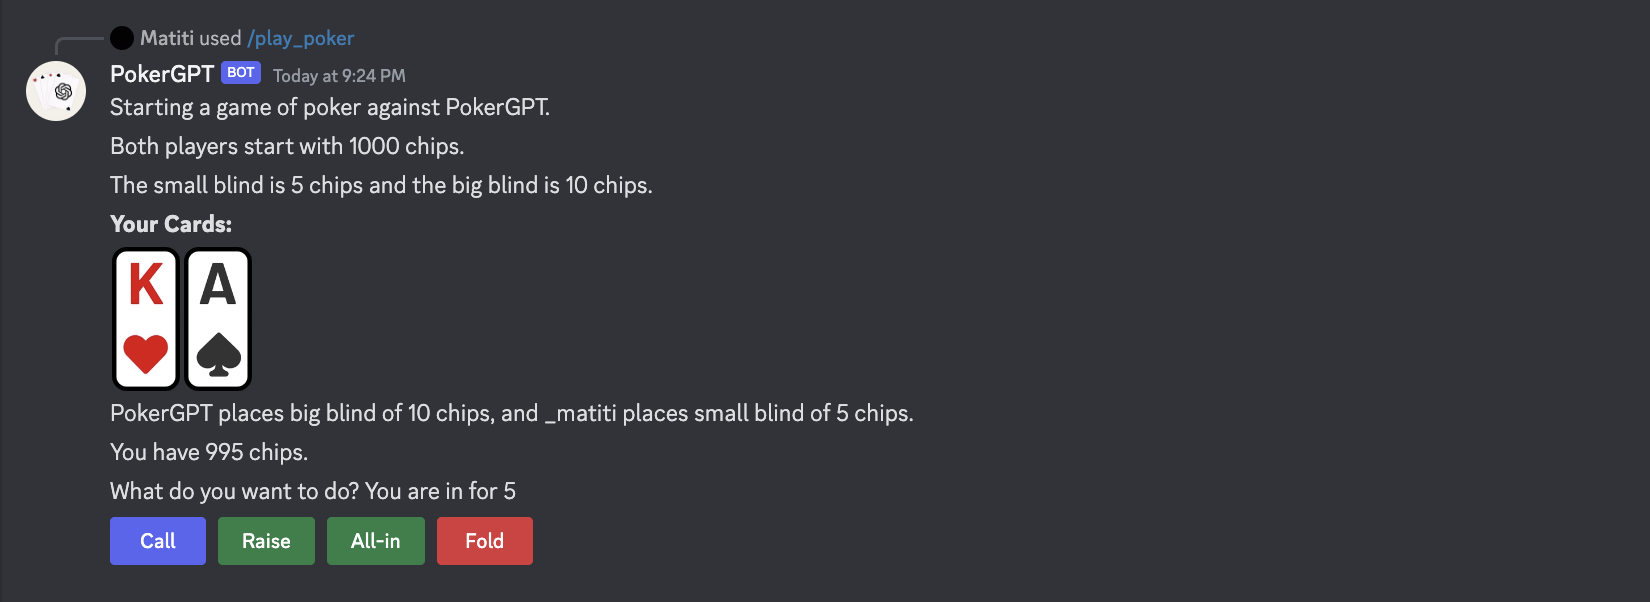 Matiti used /play_poker
PokerGPT BOT Today at 9:24 PM
Starting a game of poker against PokerGPT.
Both players start with 1000 chips.
The small blind is 5 chips and the big blind is 10 chips.
Your Cards:
K A
PokerGPT places big blind of 10 chips, and _matiti places small blind of 5 chips.
You have 995 chips.
What do you want to do? You are in for 5
Call Raise All-in Fold